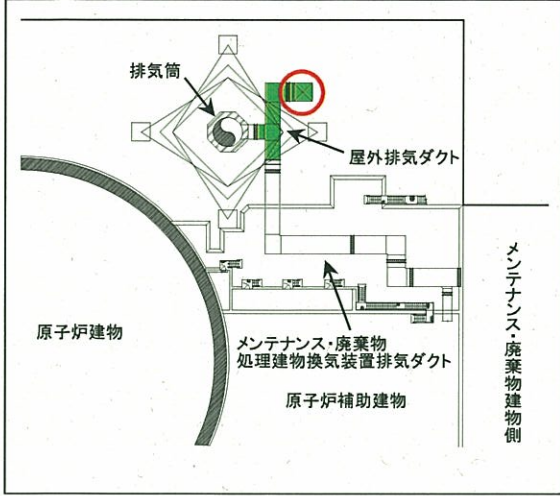 排気筒
屋外排気ダクト
メンテナンス・廃棄物建物側
原子炉建物
メンテナンス・廃棄物
処理建物換気装置排気ダクト
原子炉補助建物